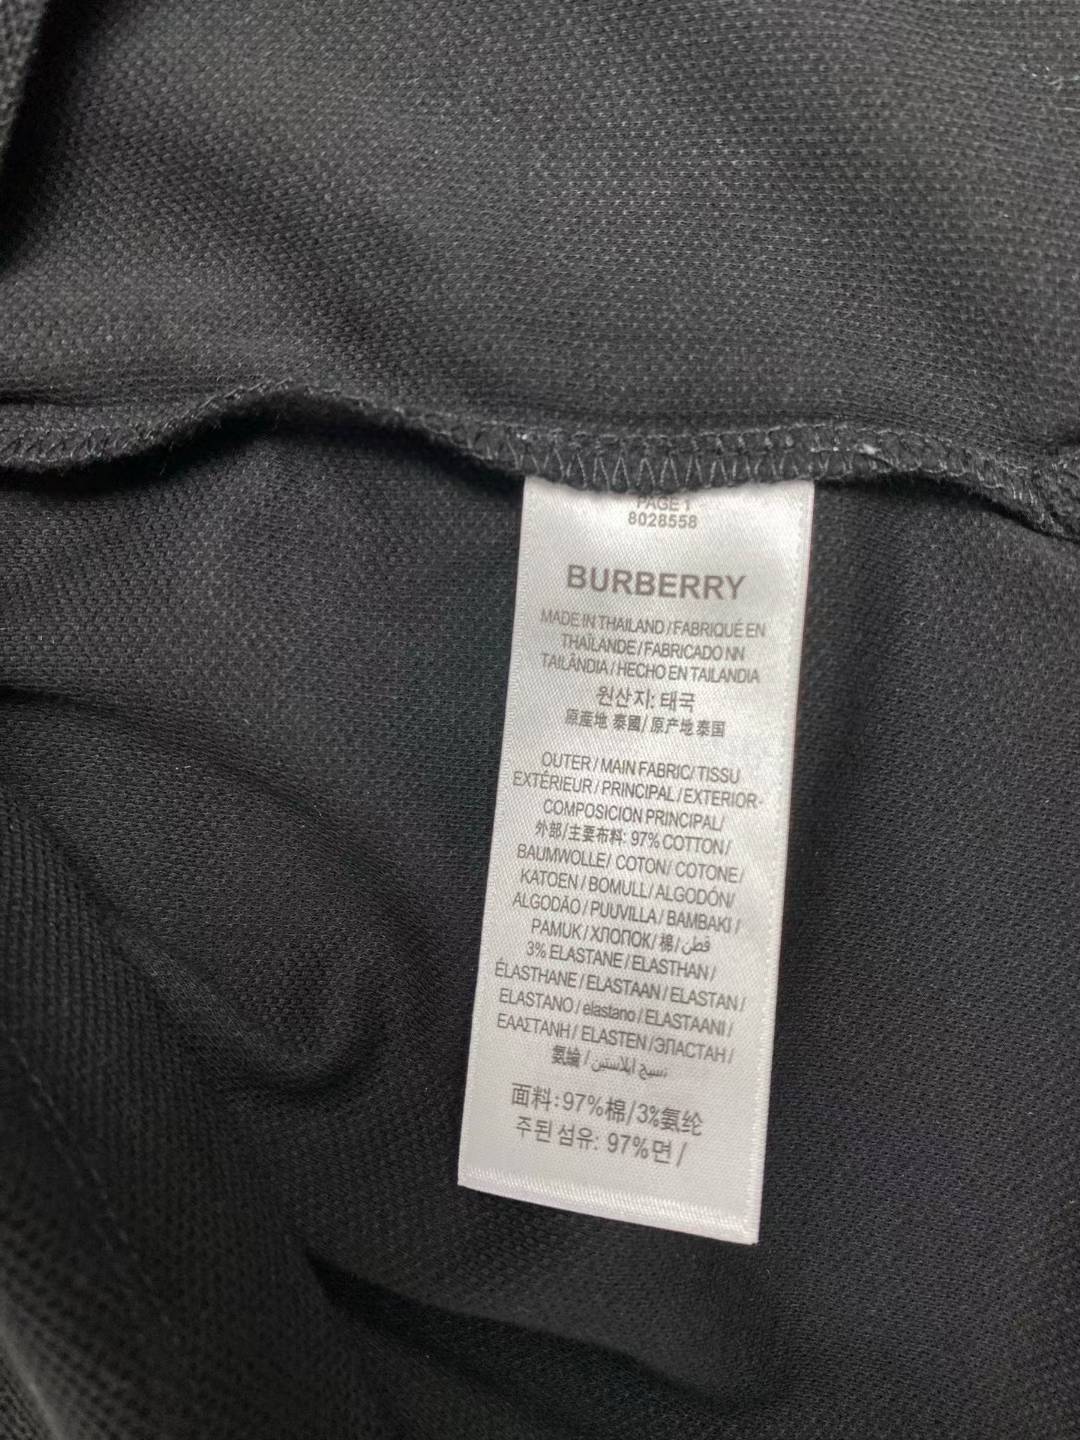 PAGE 1
8028558
BURBERRY
MADE IN THAILAND / FABRIQUÉ EN
THAÏLANDE / FABRICADO NN
TAILÂNDIA / HECHO EN TAILANDIA
원산지: 태국
原産地 泰國/ 原产地 泰国
OUTER / MAIN FABRIC/ TISSU
EXTÉRIEUR / PRINCIPAL / EXTERIOR-
COMPOSICION PRINCIPAL/
外部/主要布料: 97% COTTON/
BAUMWOLLE/ COTON/ COTONE/
KATOEN / BOMULL/ ALGODÓN/
ALGODÃO / PUUVILLA / BAMBAKI /
PAMUK / ХЛОПОК/ 棉/ قطن
3% ELASTANE / ELASTHAN /
ÉLASTHANE / ELASTAAN / ELASTAN /
ELASTANO / elastano / ELASTAANI /
ΕΛΑΣΤΑΝΗ / ELASTEN /ЭЛАСТАН /
氨綸 / نسيج ايلاستين
面料:97%棉/3%氨纶
주된 섬유: 97% 면 /